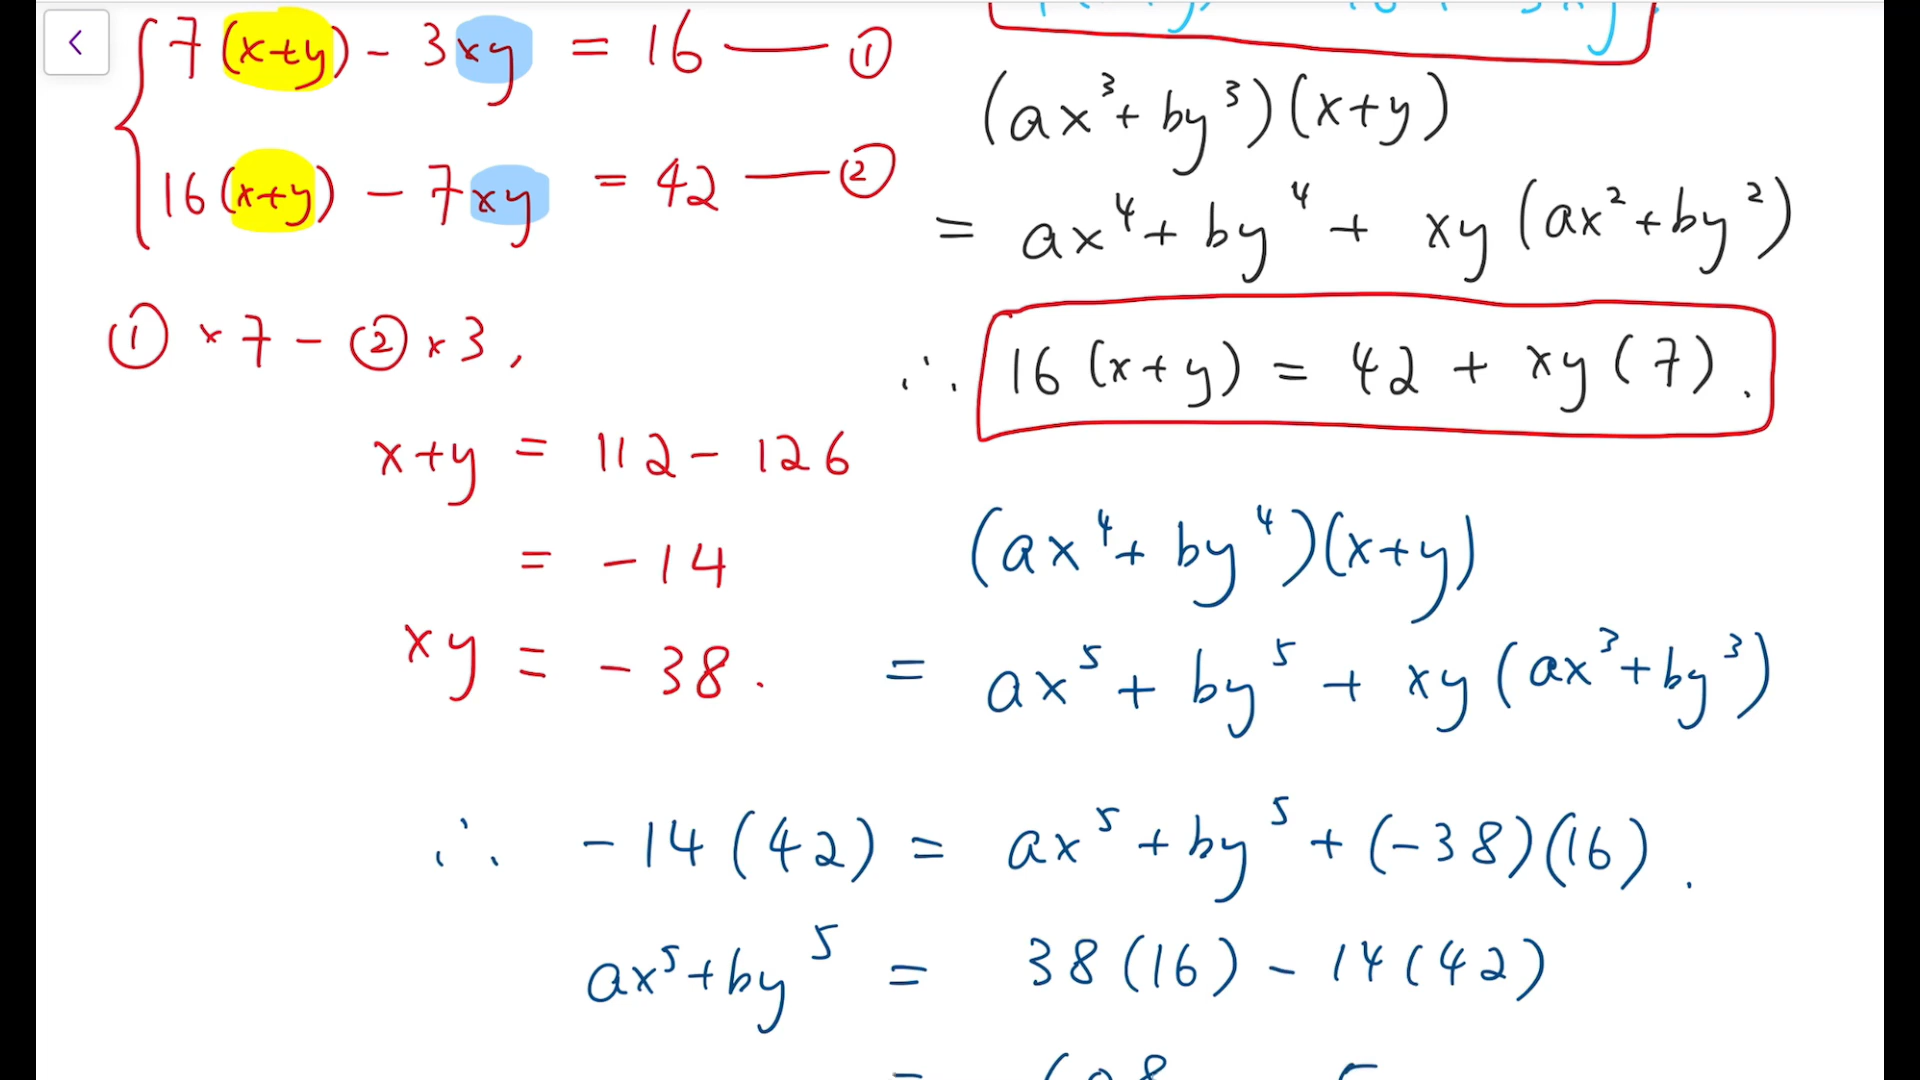 7(x+y) - 3xy = 16 — ①
16(x+y) - 7xy = 42 — ②
① × 7 - ② × 3,
x+y = 112 - 126
= -14
xy = -38.
(ax³ + by³)(x+y)
= ax⁴ + by⁴ + xy(ax² + by²)
∴ 16(x+y) = 42 + xy(7).
(ax⁴ + by⁴)(x+y)
= ax⁵ + by⁵ + xy(ax³ + by³)
∴ -14(42) = ax⁵ + by⁵ + (-38)(16).
ax⁵ + by⁵ = 38(16) - 14(42)